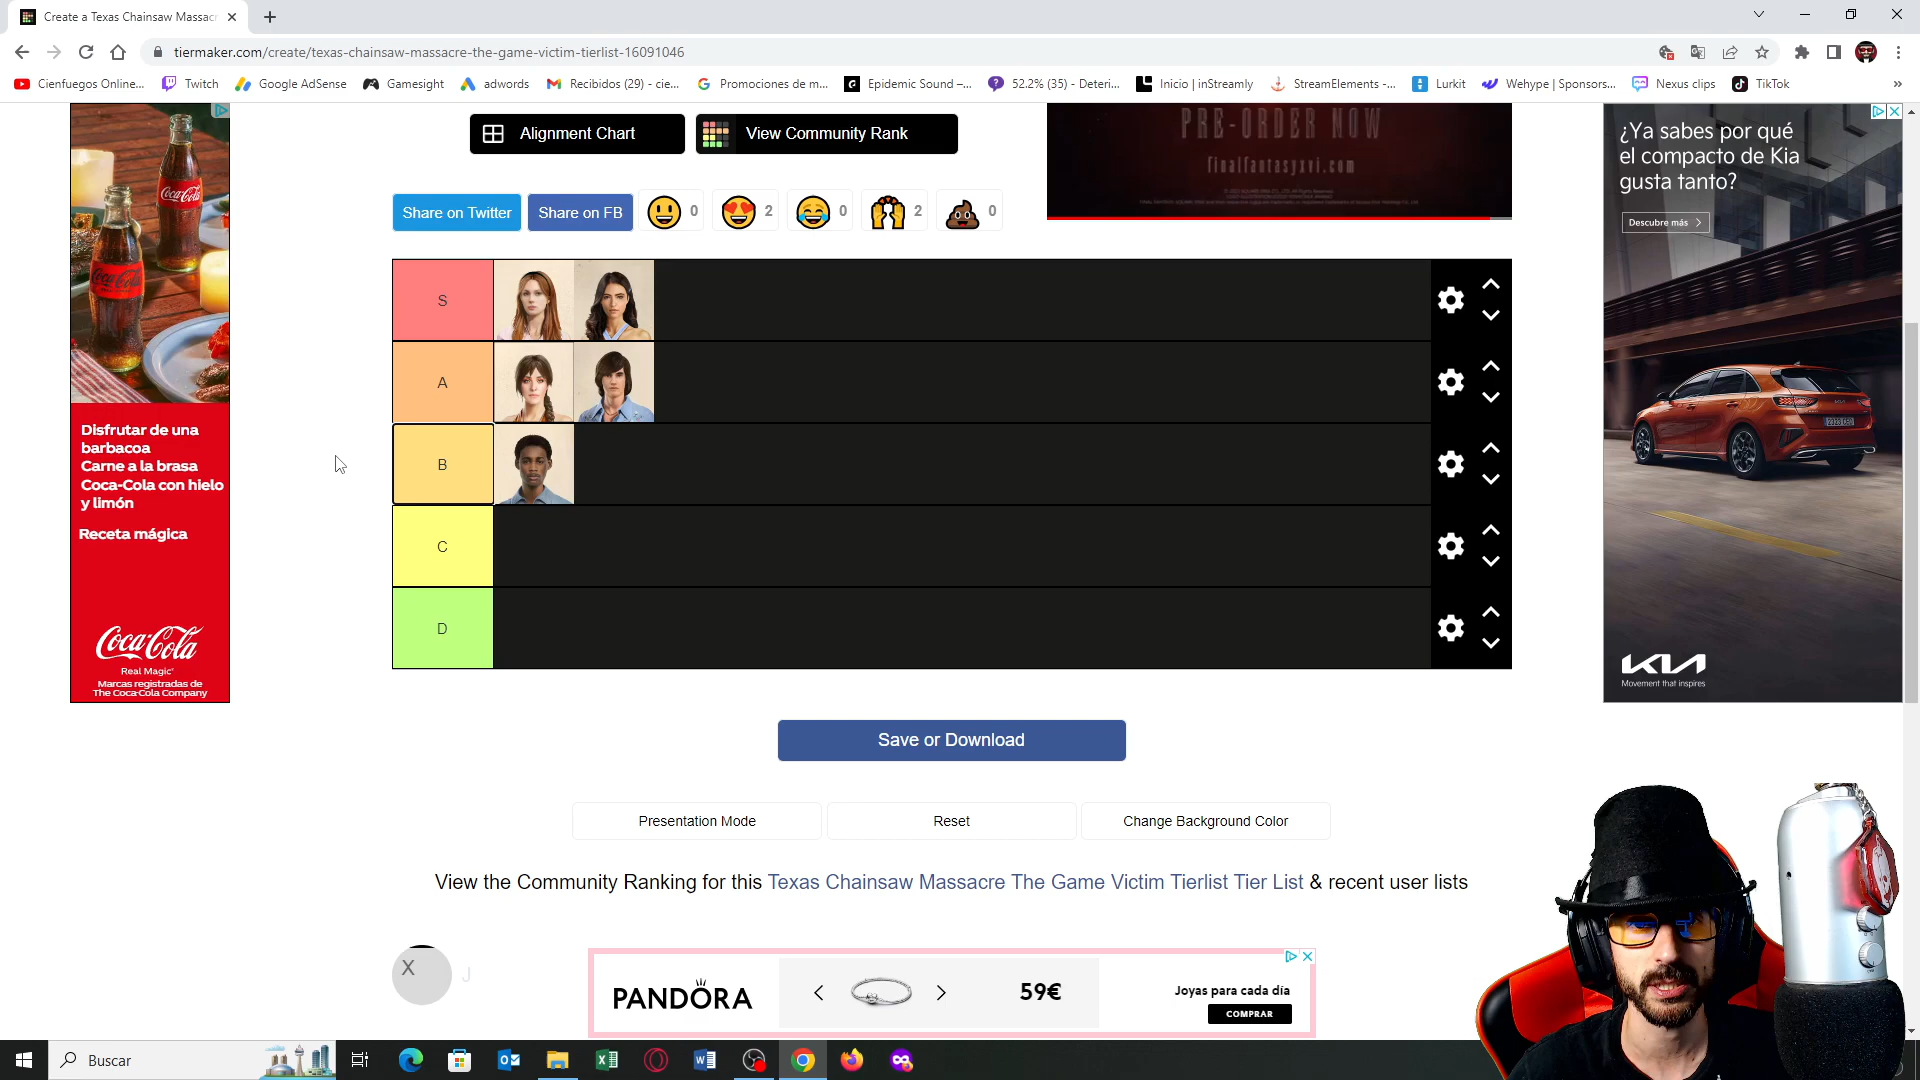 Create a Texas Chainsaw Massacr
tiermaker.com/create/texas-chainsaw-massacre-the-game-victim-tierlist-16091046
Cienfuegos Online...
Twitch
Google AdSense
Gamesight
adwords
Recibidos (29) - cie...
Promociones de m...
Epidemic Sound –...
52.2% (35) - Deteri...
Inicio | inStreamly
StreamElements -...
Lurkit
Wehype | Sponsors...
Nexus clips
TikTok
»
Alignment Chart
View Community Rank
PRE-ORDER NOW
finalfantasyxvi.com
Share on Twitter
Share on FB
0
2
0
2
0
S
A
B
C
D
Save or Download
Presentation Mode
Reset
Change Background Color
View the Community Ranking for this Texas Chainsaw Massacre The Game Victim Tierlist Tier List & recent user lists
X
J
Coca-Cola
Coca-Cola
Disfrutar de una
barbacoa
Carne a la brasa
Coca-Cola con hielo
y limón
Receta mágica
Coca-Cola
Real Magic
Marcas registradas de
The Coca-Cola Company
¿Ya sabes por qué
el compacto de Kia
gusta tanto?
Descubre más
KIA
Movement that inspires
PANDORA
59€
Joyas para cada día
COMPRAR
Buscar